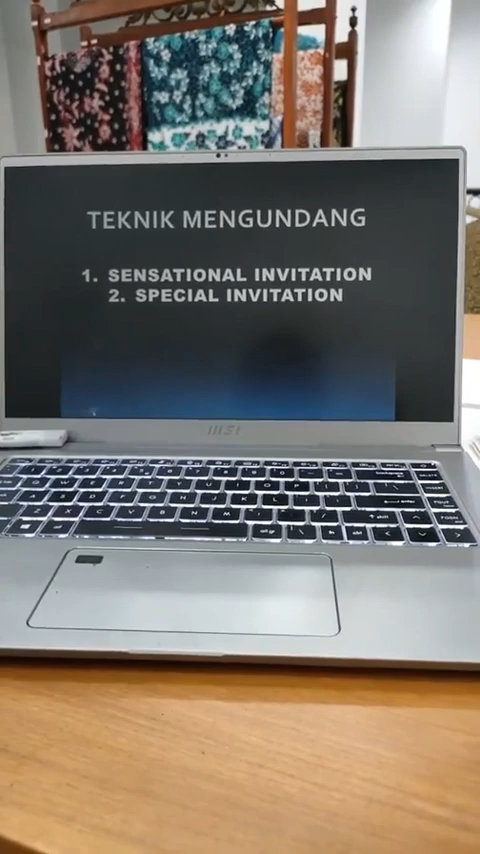 TEKNIK MENGUNDANG
1. SENSATIONAL INVITATION
2. SPECIAL INVITATION
msi